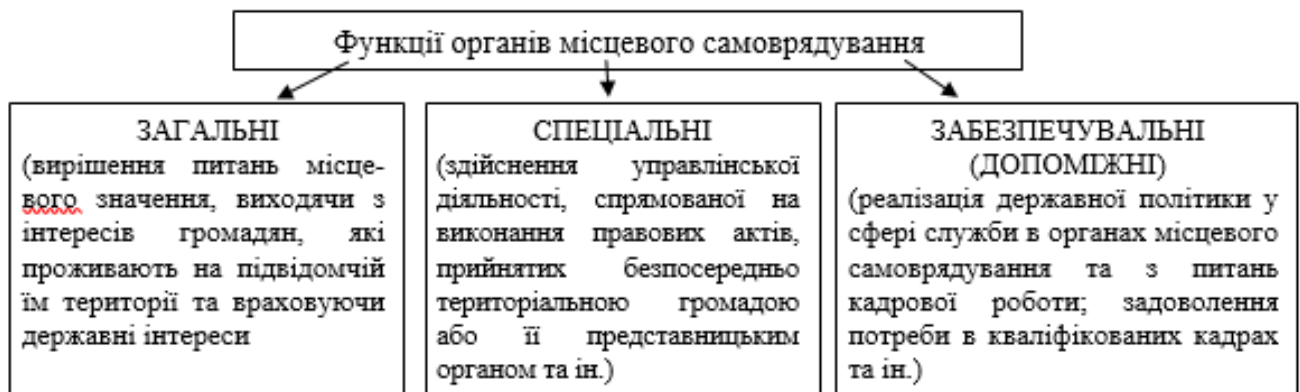 Функції органів місцевого самоврядування
ЗАГАЛЬНІ
(вирішення питань місце-
вого значення, виходячи з
інтересів громадян, які
проживають на підвідомчій
їм території та враховуючи
державні інтереси
СПЕЦІАЛЬНІ
(здійснення управлінської
діяльності, спрямованої на
виконання правових актів,
прийнятих безпосередньо
територіальною громадою
або її представницьким
органом та ін.)
ЗАБЕЗПЕЧУВАЛЬНІ
(ДОПОМІЖНІ)
(реалізація державної політики у
сфері служби в органах місцевого
самоврядування та з питань
кадрової роботи; задоволення
потреби в кваліфікованих кадрах
та ін.)